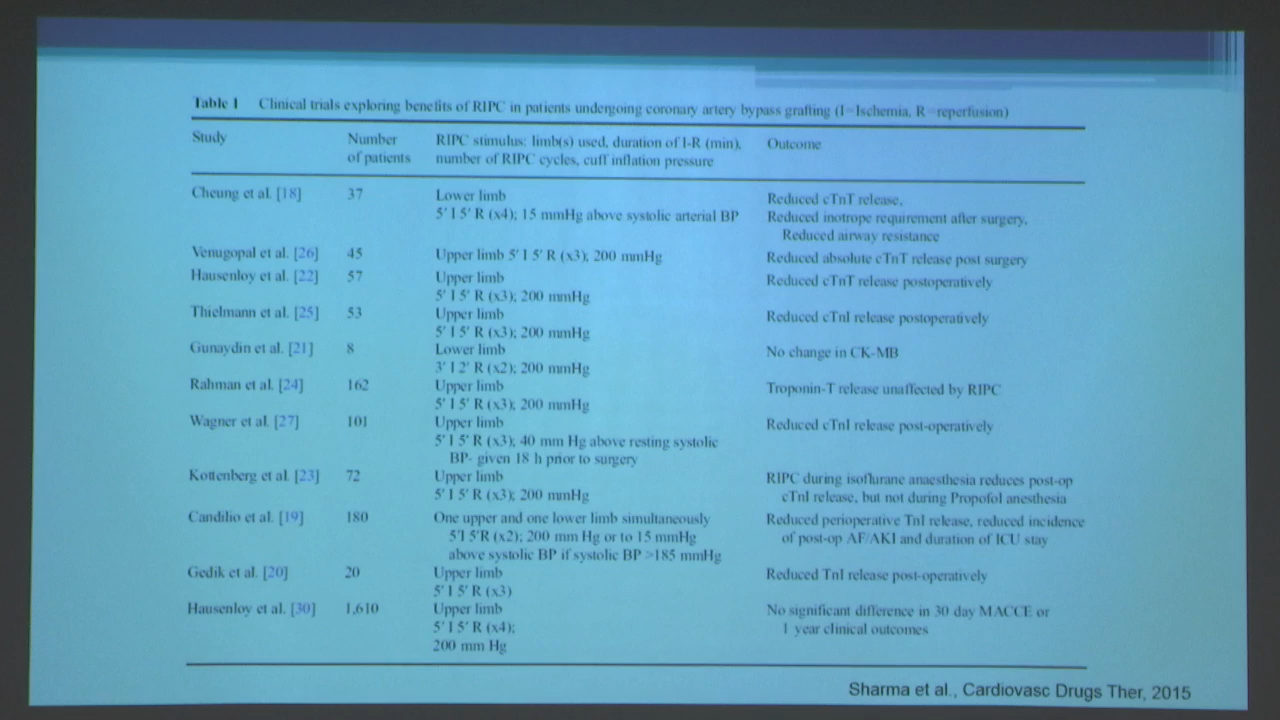 Table 1 Clinical trials exploring benefits of RIPC in patients undergoing coronary artery bypass grafting (I=Ischemia, R=reperfusion)
Study Number of patients RIPC stimulus: limb(s) used, duration of I-R (min), number of RIPC cycles, cuff inflation pressure Outcome
Cheung et al. [18] 37 Lower limb Reduced cTnT release,
5' I 5' R (x4); 15 mmHg above systolic arterial BP Reduced inotrope requirement after surgery,
Reduced airway resistance
Venugopal et al. [26] 45 Upper limb 5' I 5' R (x3); 200 mmHg Reduced absolute cTnT release post surgery
Hausenloy et al. [22] 57 Upper limb Reduced cTnT release postoperatively
5' I 5' R (x3); 200 mmHg
Thielmann et al. [25] 53 Upper limb Reduced cTnI release postoperatively
5' I 5' R (x3); 200 mmHg
Gunaydin et al. [21] 8 Lower limb No change in CK-MB
3' I 2' R (x2); 200 mmHg
Rahman et al. [24] 162 Upper limb Troponin-T release unaffected by RIPC
5' I 5' R (x3); 200 mmHg
Wagner et al. [27] 101 Upper limb Reduced cTnI release post-operatively
5' I 5' R (x3); 40 mm Hg above resting systolic
BP- given 18 h prior to surgery
Kottenberg et al. [23] 72 Upper limb RIPC during isoflurane anaesthesia reduces post-op
5' I 5' R (x3); 200 mmHg cTnI release, but not during Propofol anesthesia
Candilio et al. [19] 180 One upper and one lower limb simultaneously Reduced perioperative TnI release, reduced incidence
5'I 5'R (x2); 200 mm Hg or to 15 mmHg of post-op AF/AKI and duration of ICU stay
above systolic BP if systolic BP >185 mmHg
Gedik et al. [20] 20 Upper limb Reduced TnI release post-operatively
5' I 5' R (x3)
Hausenloy et al. [30] 1,610 Upper limb No significant difference in 30 day MACCE or
5' I 5' R (x4); 1 year clinical outcomes
200 mm Hg
Sharma et al., Cardiovasc Drugs Ther, 2015